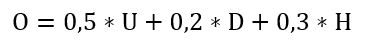 O = 0,5 * U + 0,2 * D + 0,3 * H